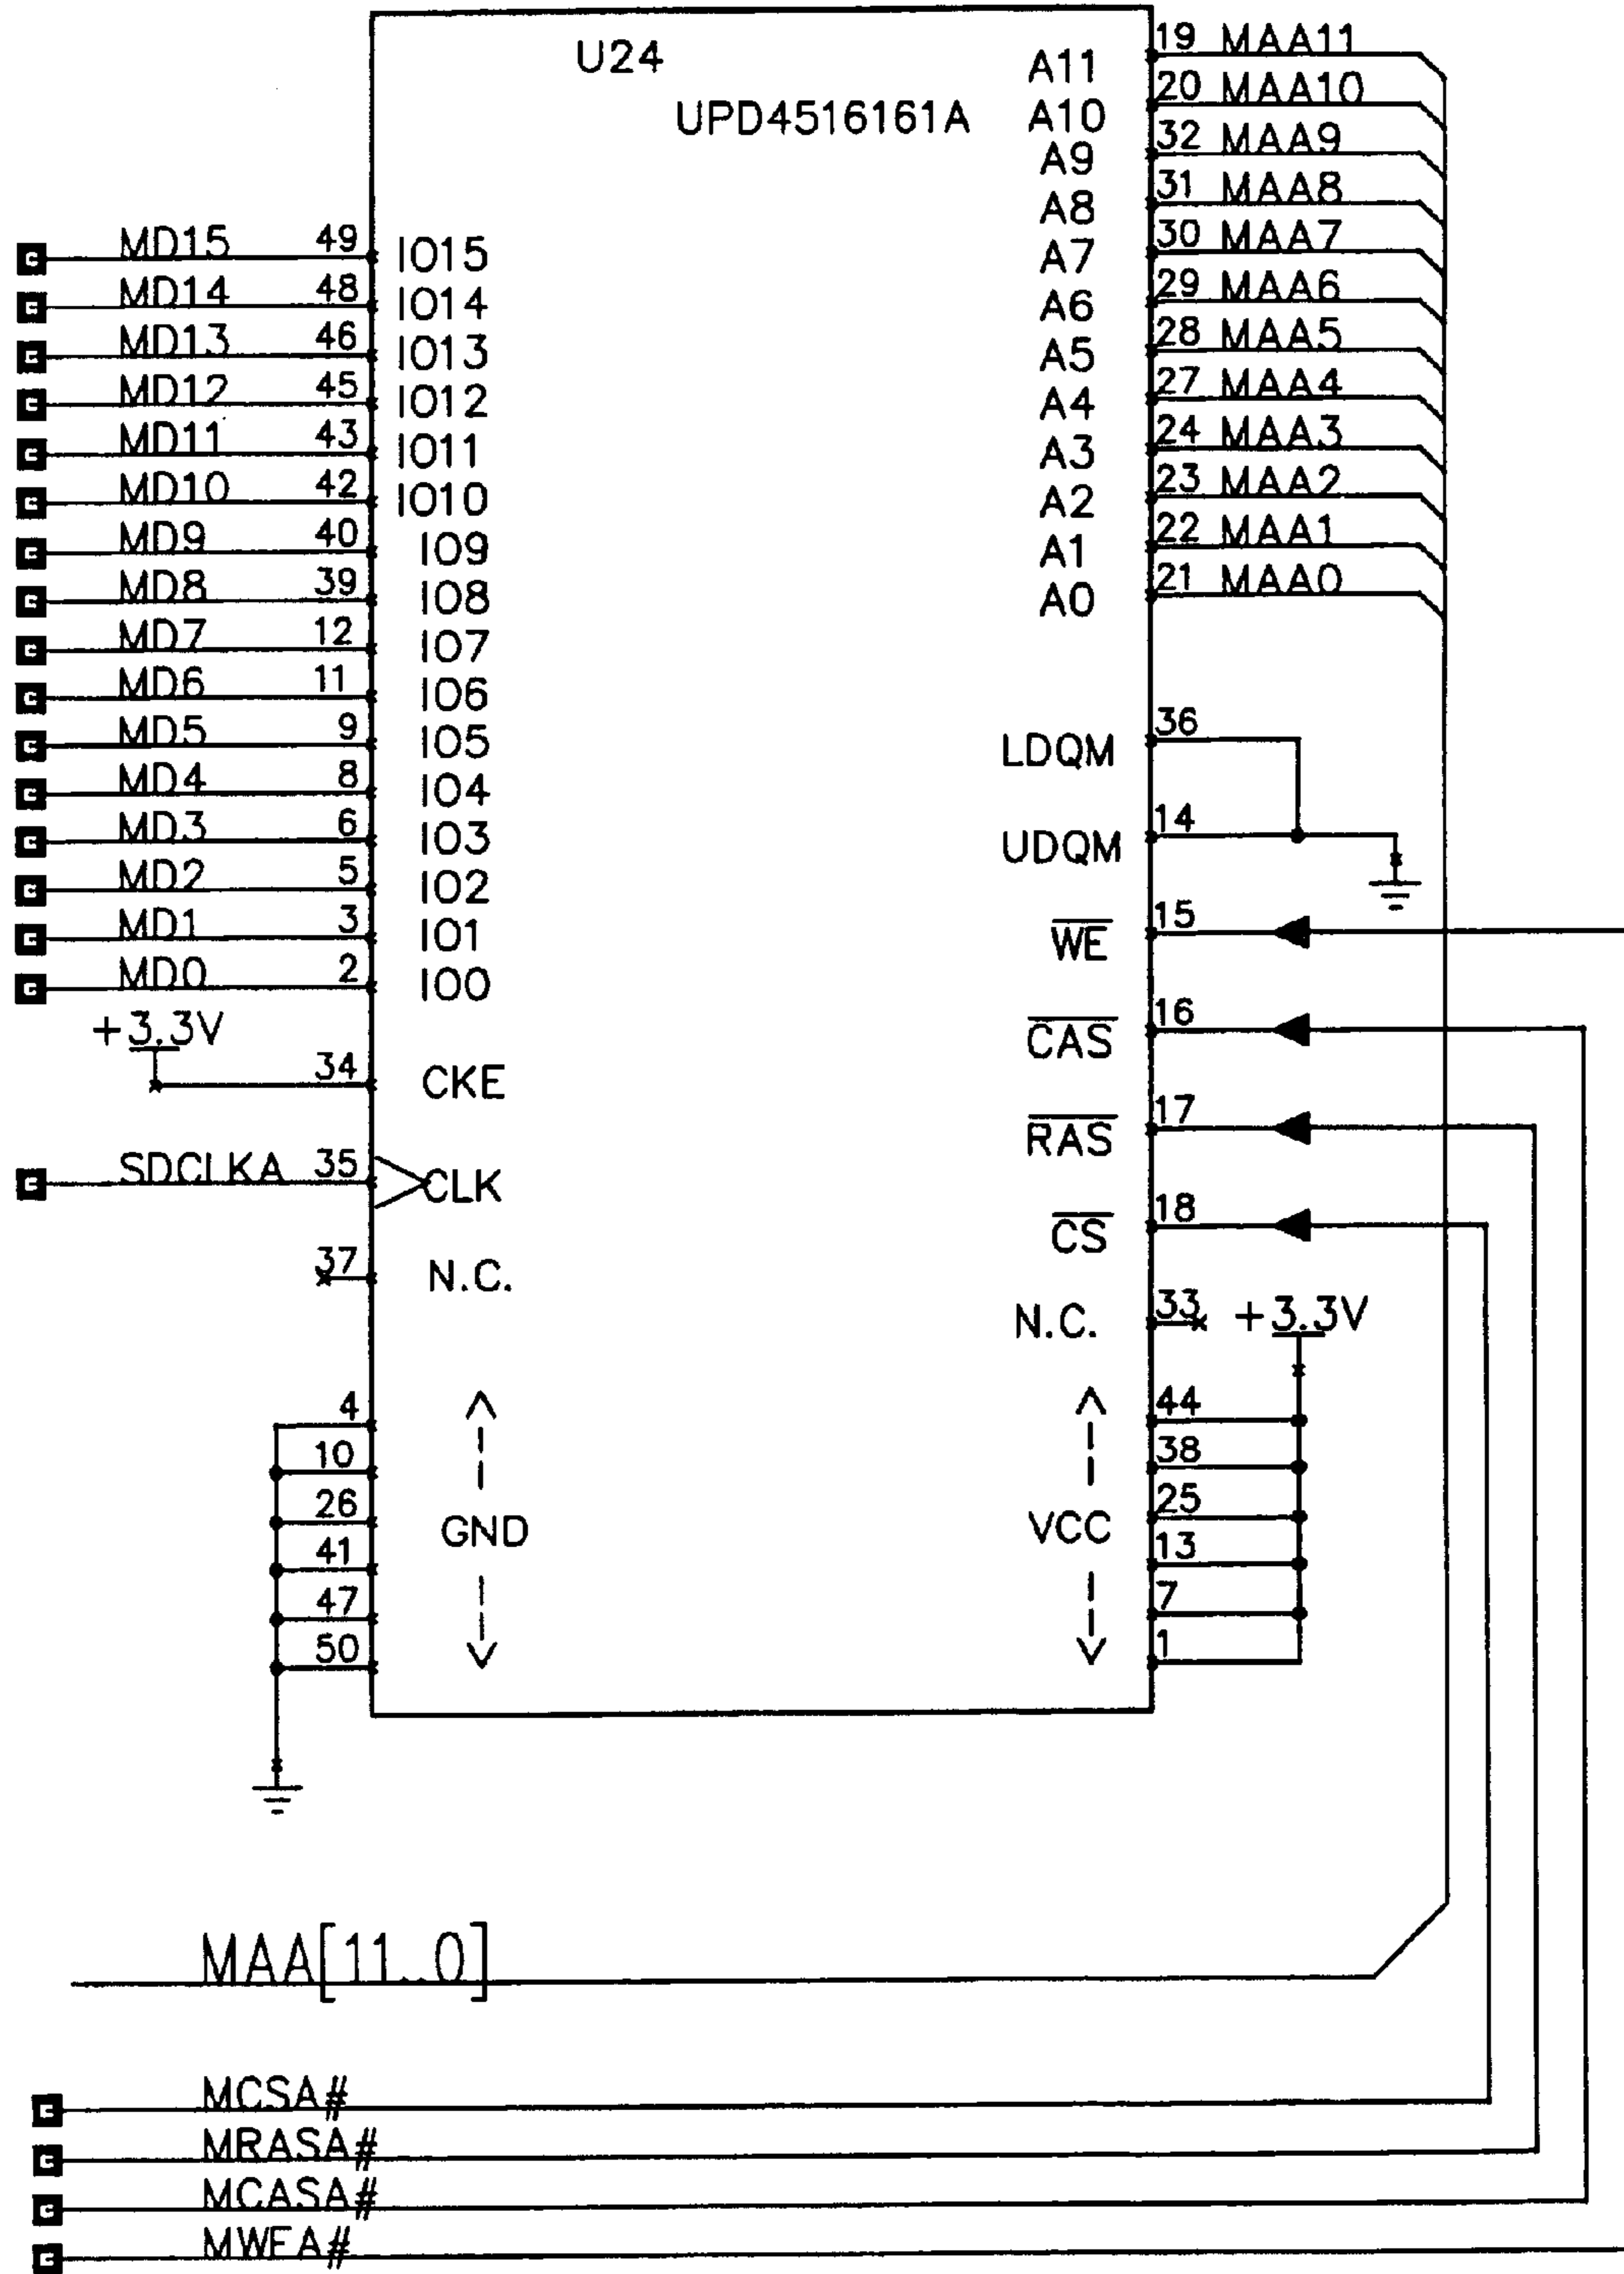 U24
UPD4516161A
A11 19 MAA11
A10 20 MAA10
A9 32 MAA9
A8 31 MAA8
A7 30 MAA7
A6 29 MAA6
A5 28 MAA5
A4 27 MAA4
A3 24 MAA3
A2 23 MAA2
A1 22 MAA1
A0 21 MAA0
MD15 49 IO15
MD14 48 IO14
MD13 46 IO13
MD12 45 IO12
MD11 43 IO11
MD10 42 IO10
MD9 40 IO9
MD8 39 IO8
MD7 12 IO7
MD6 11 IO6
MD5 9 IO5
MD4 8 IO4
MD3 6 IO3
MD2 5 IO2
MD1 3 IO1
MD0 2 IO0
+3.3V
34 CKE
SDCLKA 35 CLK
37 N.C.
4
10
26
41
47
50
GND
LDQM 36
UDQM 14
WE 15
CAS 16
RAS 17
CS 18
N.C. 33
+3.3V
44
38
25
13
7
1
VCC
MAA[11..0]
MCSA#
MRASA#
MCASA#
MWEA#